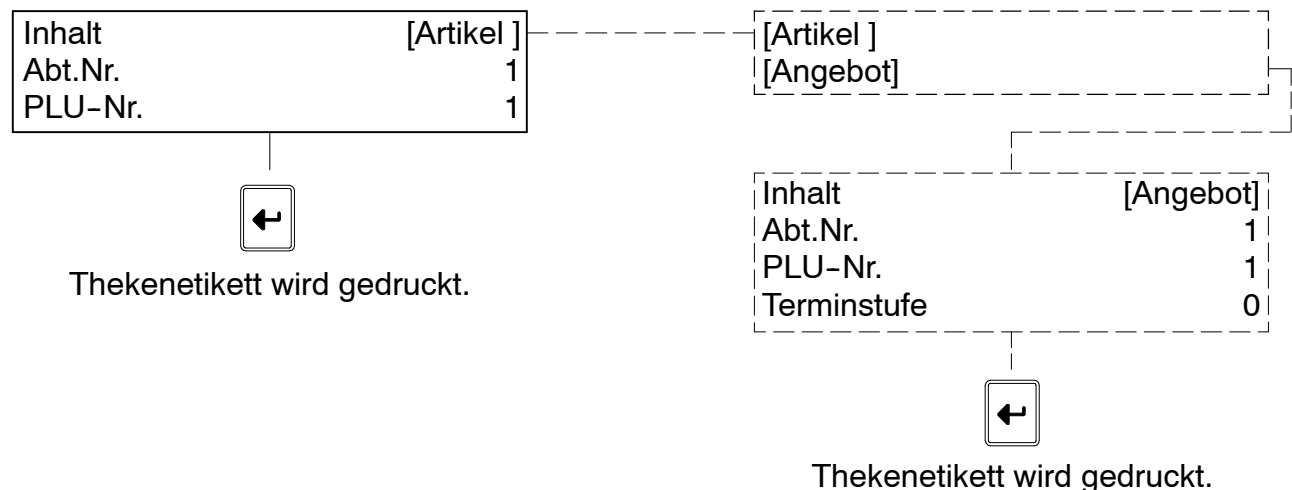 Inhalt [Artikel ]
Abt.Nr. 1
PLU-Nr. 1
Thekenetikett wird gedruckt.
[Artikel ]
[Angebot]
Inhalt [Angebot]
Abt.Nr. 1
PLU-Nr. 1
Terminstufe 0
Thekenetikett wird gedruckt.